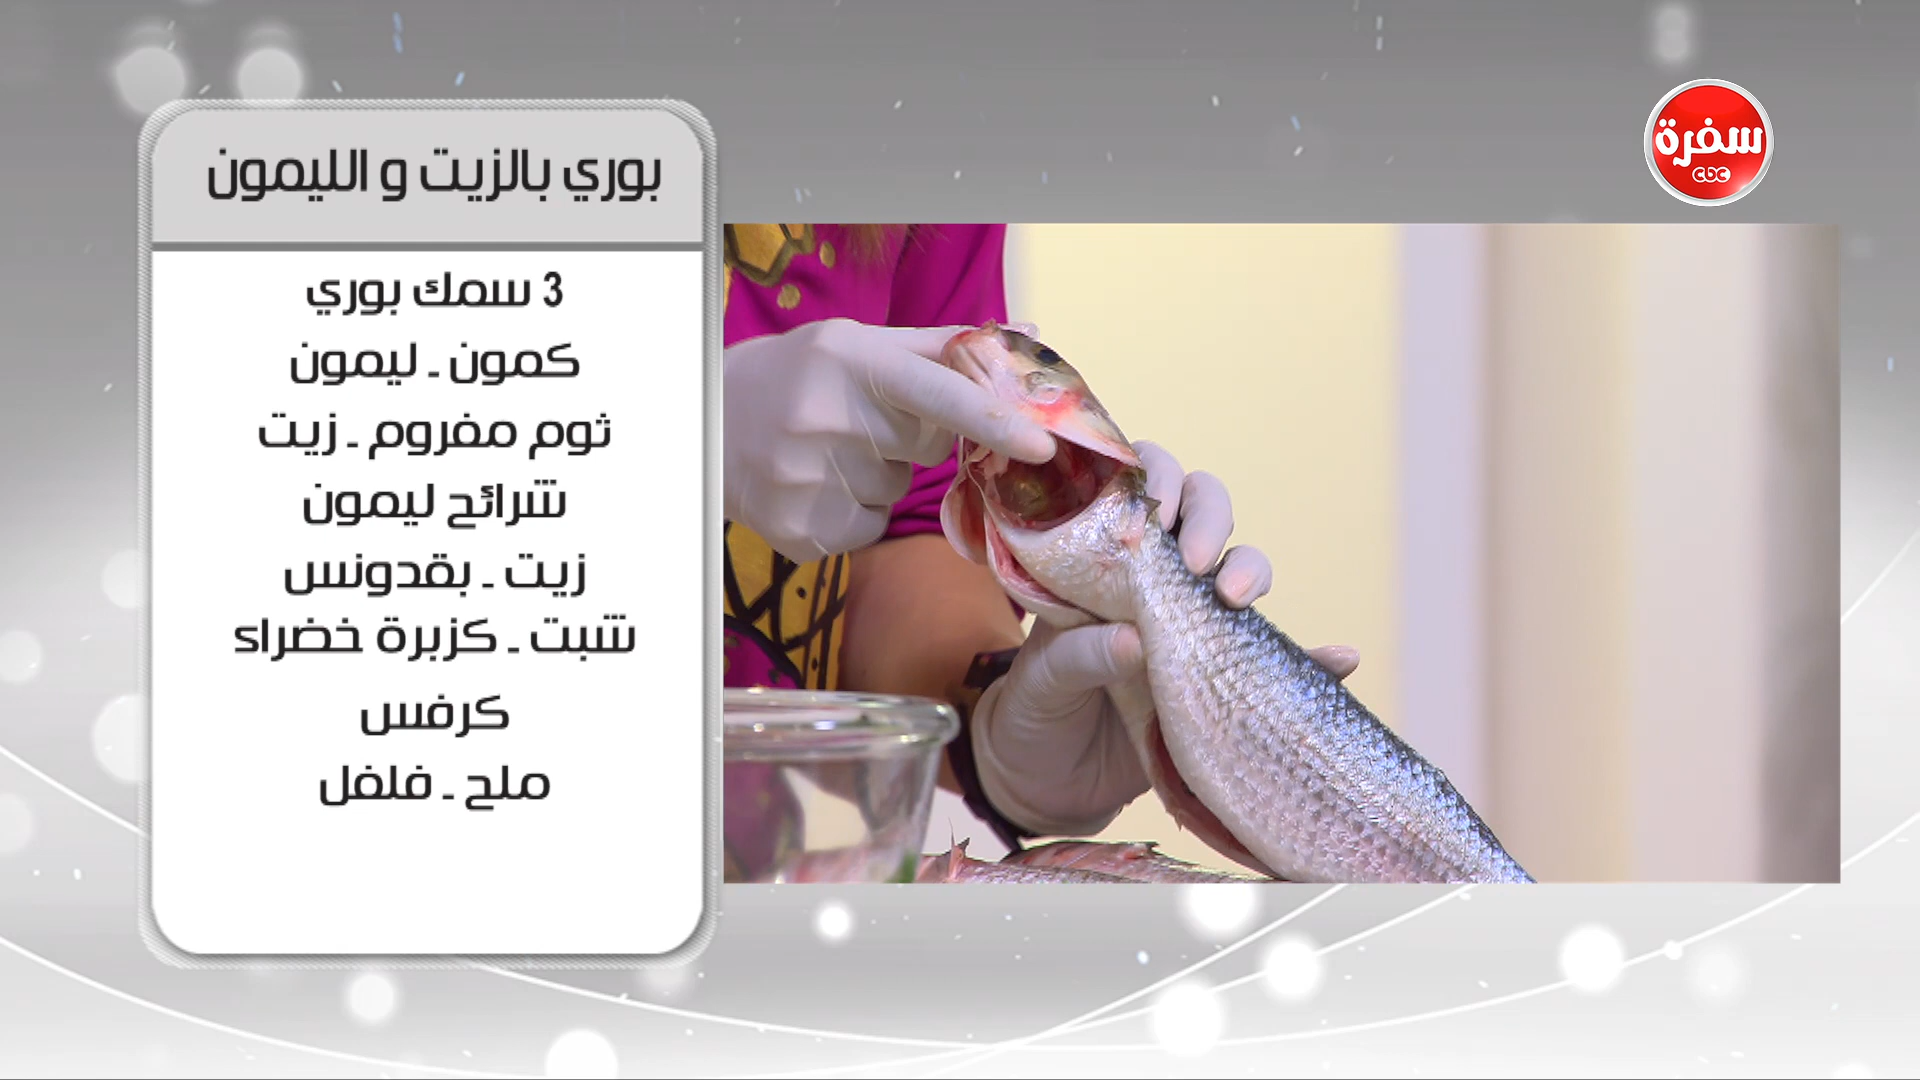 بوري بالزيت و الليمون
3 سمك بوري
كمون - ليمون
ثوم مفروم - زيت
شرائح ليمون
زيت - بقدونس
شبت - كزبرة خضراء
كرفس
ملح - فلفل
سفرة
cbc